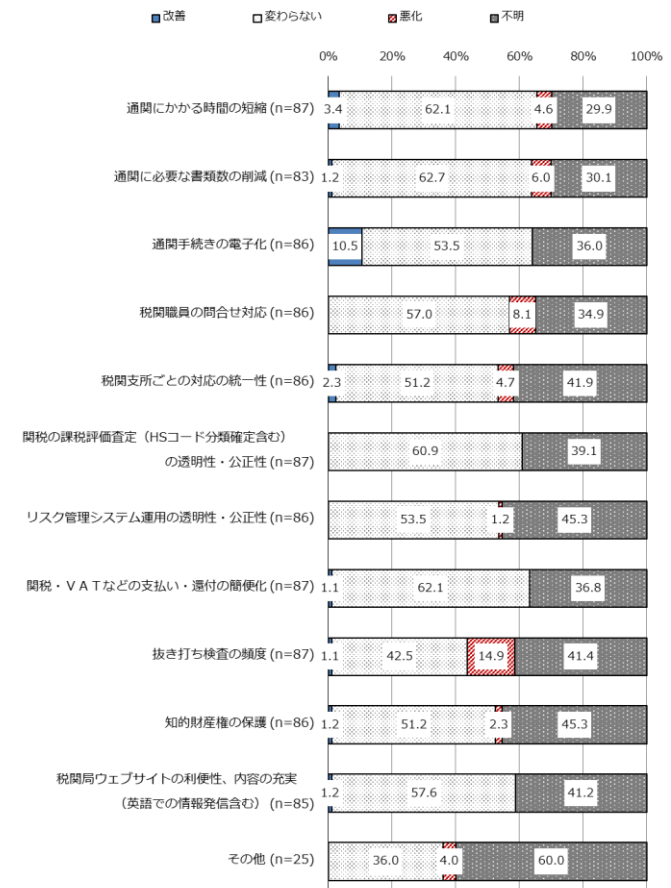 改善 変わらない 悪化 不明
0% 20% 40% 60% 80% 100%
通関にかかる時間の短縮 (n=87) 3.4 62.1 4.6 29.9
通関に必要な書類数の削減 (n=83) 1.2 62.7 6.0 30.1
通関手続きの電子化 (n=86) 10.5 53.5 36.0
税関職員の問合せ対応 (n=86) 57.0 8.1 34.9
税関支所ごとの対応の統一性 (n=86) 2.3 51.2 4.7 41.9
関税の課税評価査定（HSコード分類確定含む）
の透明性・公正性 (n=87) 60.9 39.1
リスク管理システム運用の透明性・公正性 (n=86) 53.5 1.2 45.3
関税・ＶＡＴなどの支払い・還付の簡便化 (n=87) 1.1 62.1 36.8
抜き打ち検査の頻度 (n=87) 1.1 42.5 14.9 41.4
知的財産権の保護 (n=86) 1.2 51.2 2.3 45.3
税関局ウェブサイトの利便性、内容の充実
（英語での情報発信含む） (n=85) 1.2 57.6 41.2
その他 (n=25) 36.0 4.0 60.0